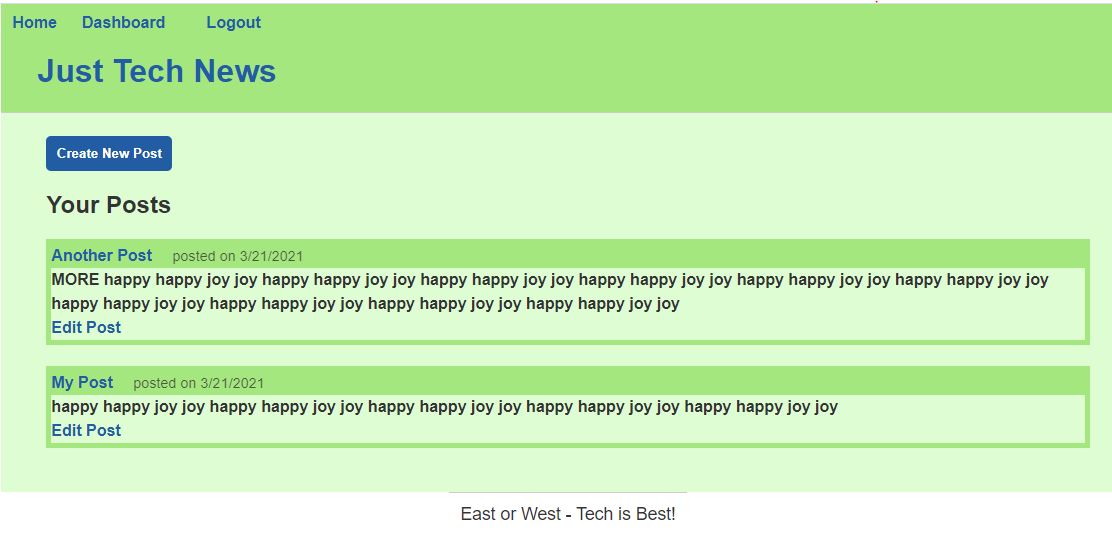 Home Dashboard Logout
Just Tech News
Create New Post
Your Posts
Another Post posted on 3/21/2021
MORE happy happy joy joy happy happy joy joy happy happy joy joy happy happy joy joy happy happy joy joy happy happy joy joy
happy happy joy joy happy happy joy joy happy happy joy joy happy happy joy joy
Edit Post
My Post posted on 3/21/2021
happy happy joy joy happy happy joy joy happy happy joy joy happy happy joy joy happy happy joy joy
Edit Post
East or West - Tech is Best!